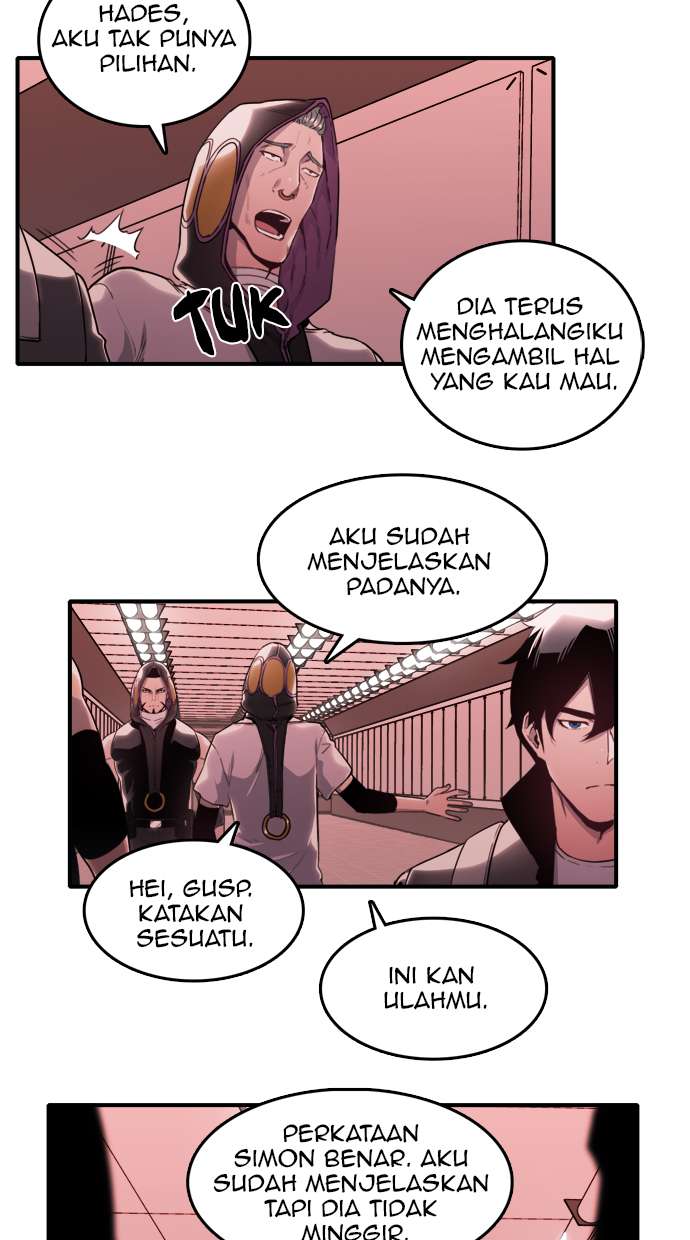 HADES,
AKU TAK PUNYA
PILIHAN.
TUK
DIA TERUS
MENGHALANGIKU
MENGAMBIL HAL
YANG KAU MAU.
AKU SUDAH
MENJELASKAN
PADANYA.
HEI, GUSP.
KATAKAN
SESUATU.
INI KAN
ULAHMU.
PERKATAAN
SIMON BENAR. AKU
SUDAH MENJELASKAN
TAPI DIA TIDAK
MINGGIR.